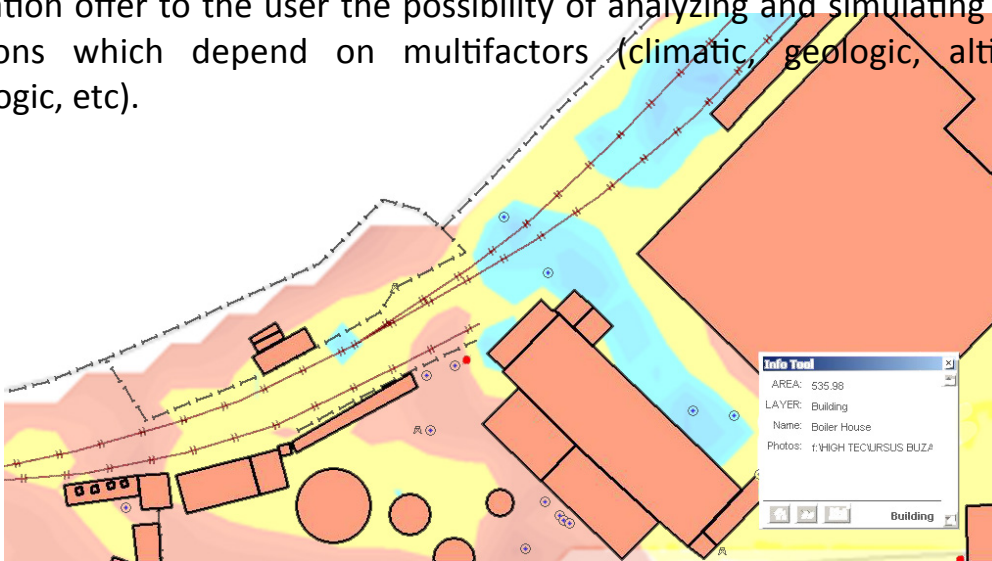 ation offer to the user the possibility of analyzing and simulating
ons which depend on multifactors (climatic, geologic, alti
ogic, etc).
Info Tool
AREA: 535.98
LAYER: Building
Name: Boiler House
Photos: f:\HIGH TEC\URSUS BUZA
Building